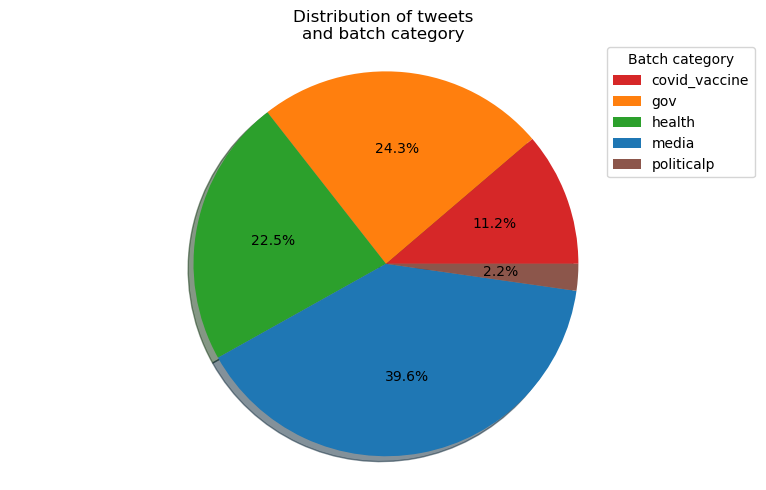 Distribution of tweets
and batch category
Batch category
covid_vaccine
gov
health
media
politicalp
24.3%
11.2%
22.5%
2.2%
39.6%